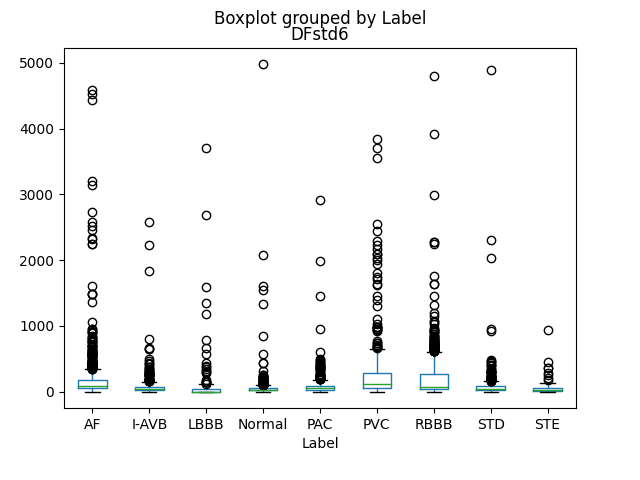 Boxplot grouped by Label
DFstd6
5000
4000
3000
2000
1000
0
AF I-AVB LBBB Normal PAC PVC RBBB STD STE
Label